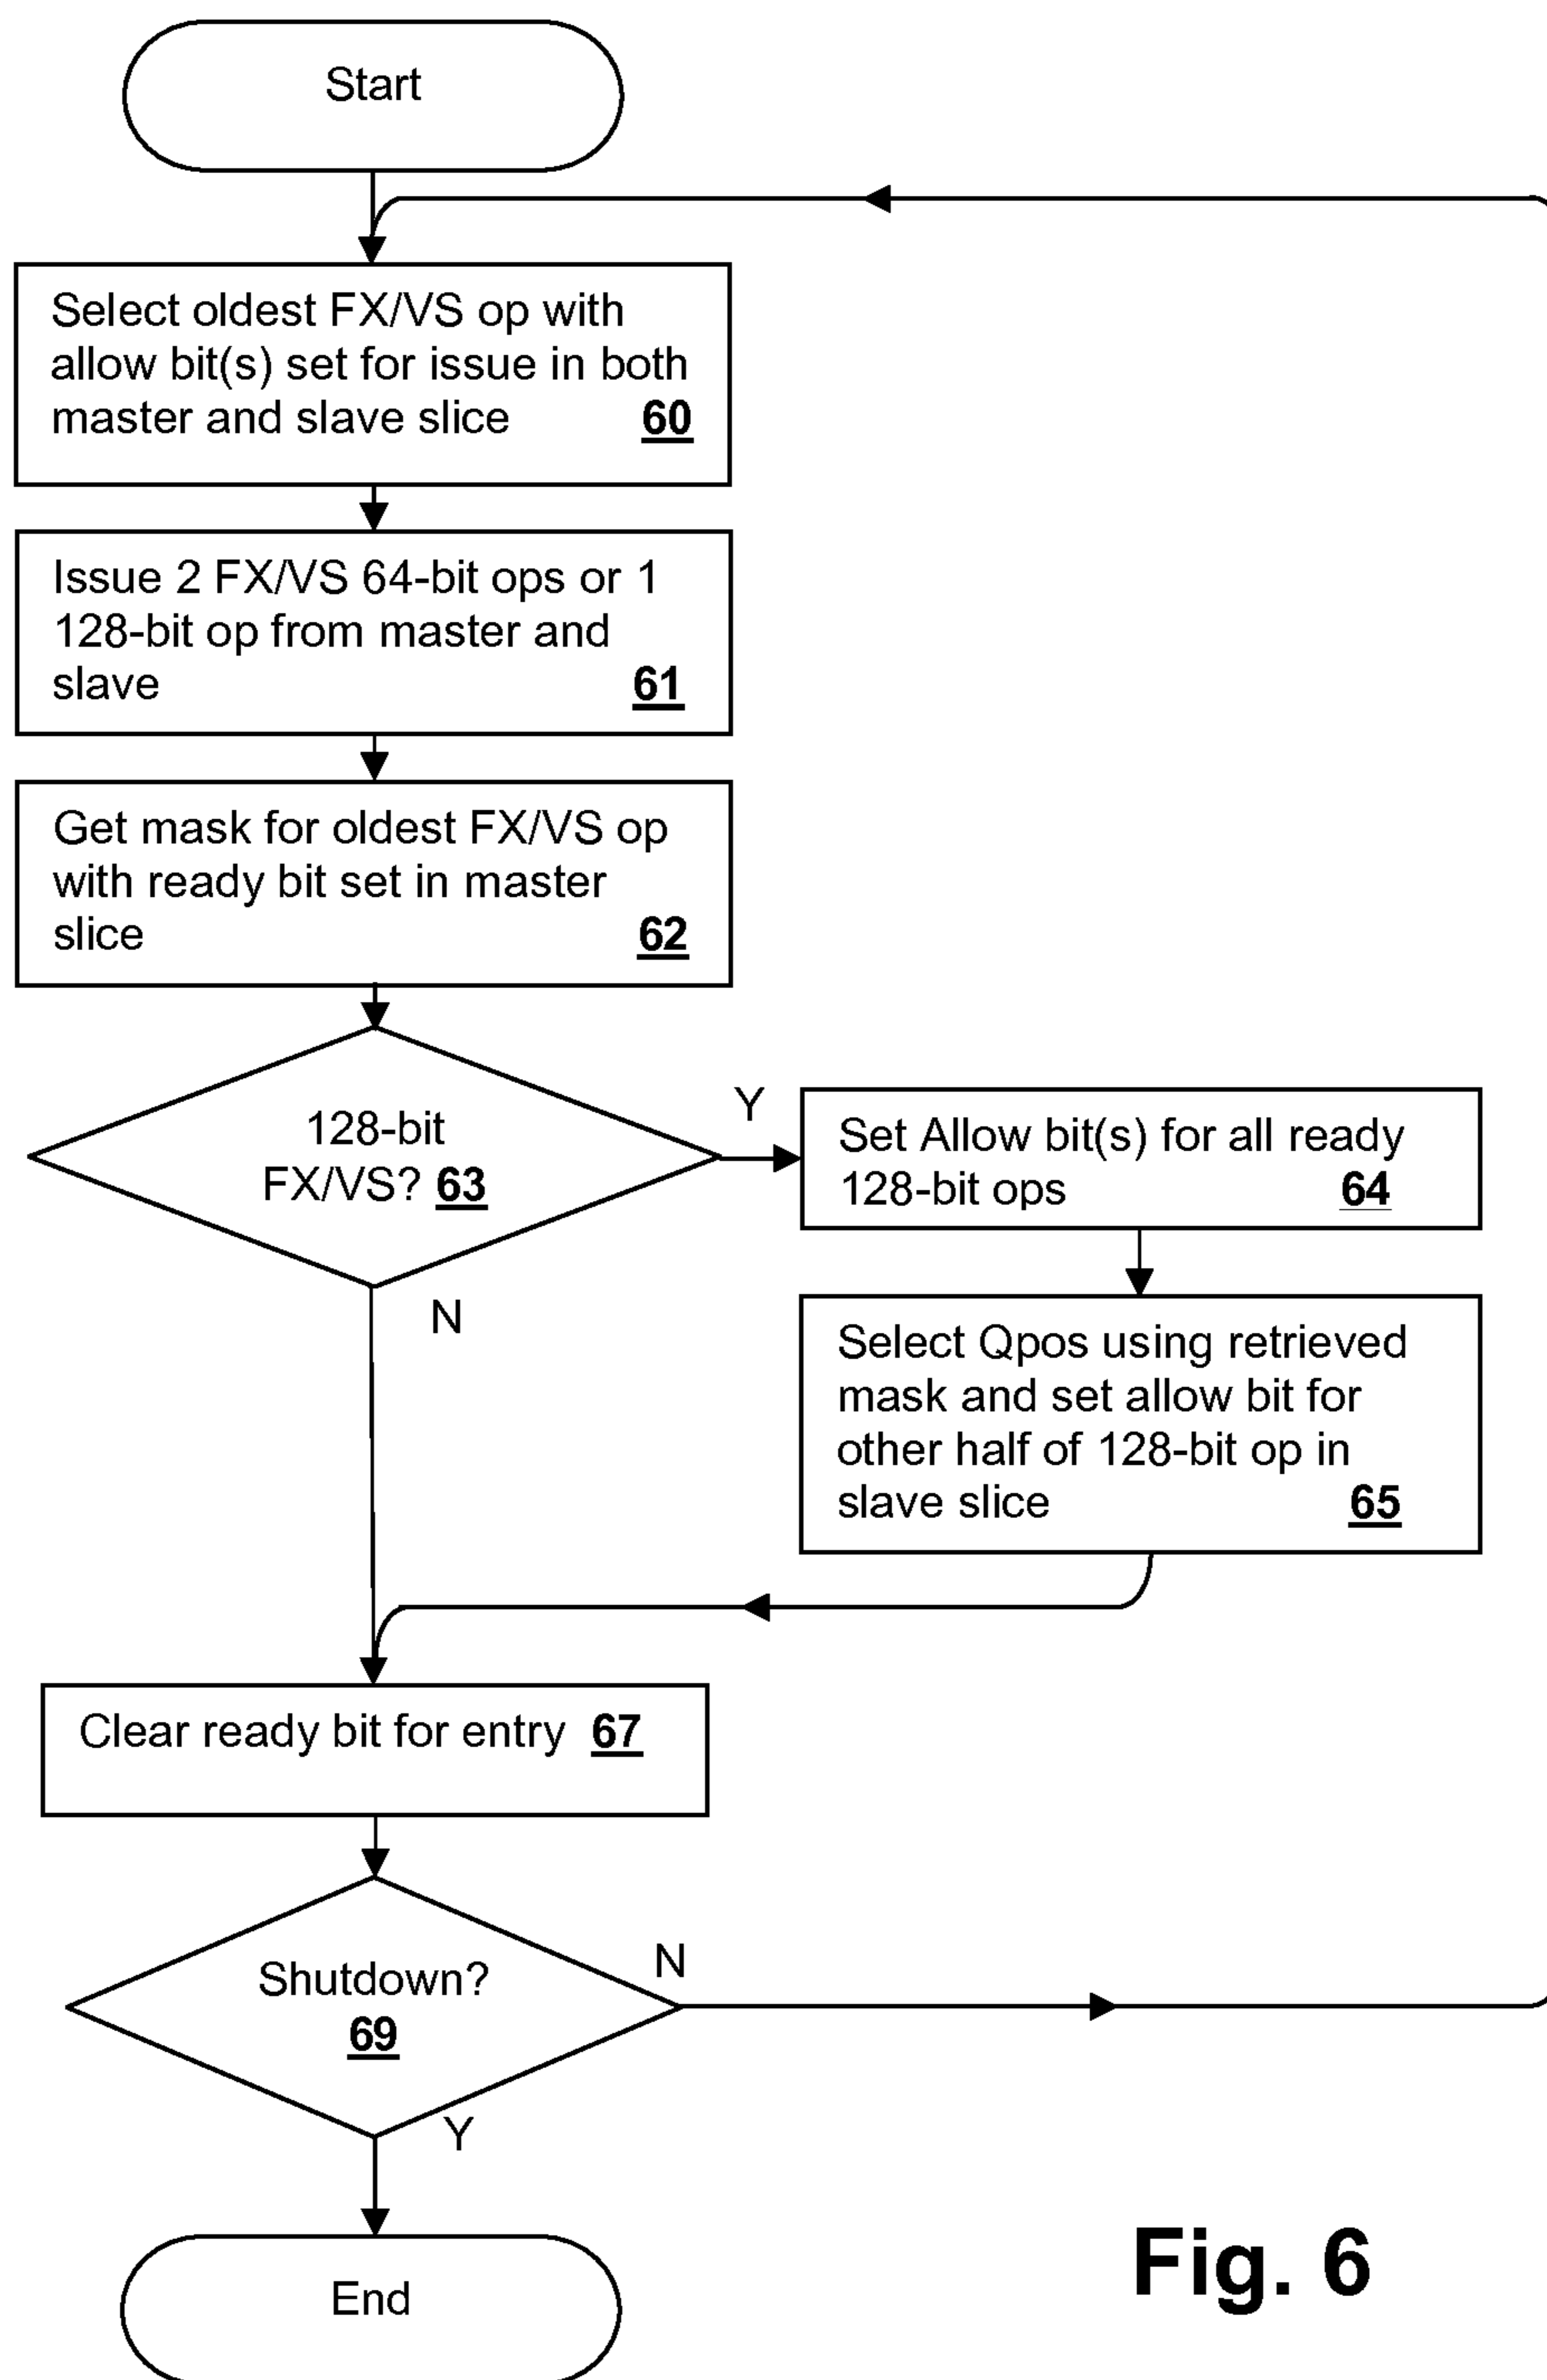 Start
Select oldest FX/VS op with
allow bit(s) set for issue in both
master and slave slice 60
Issue 2 FX/VS 64-bit ops or 1
128-bit op from master and
slave 61
Get mask for oldest FX/VS op
with ready bit set in master
slice 62
128-bit
FX/VS? 63
Y
N
Set Allow bit(s) for all ready
128-bit ops 64
Select Qpos using retrieved
mask and set allow bit for
other half of 128-bit op in
slave slice 65
Clear ready bit for entry 67
Shutdown?
69
N
Y
End
Fig. 6